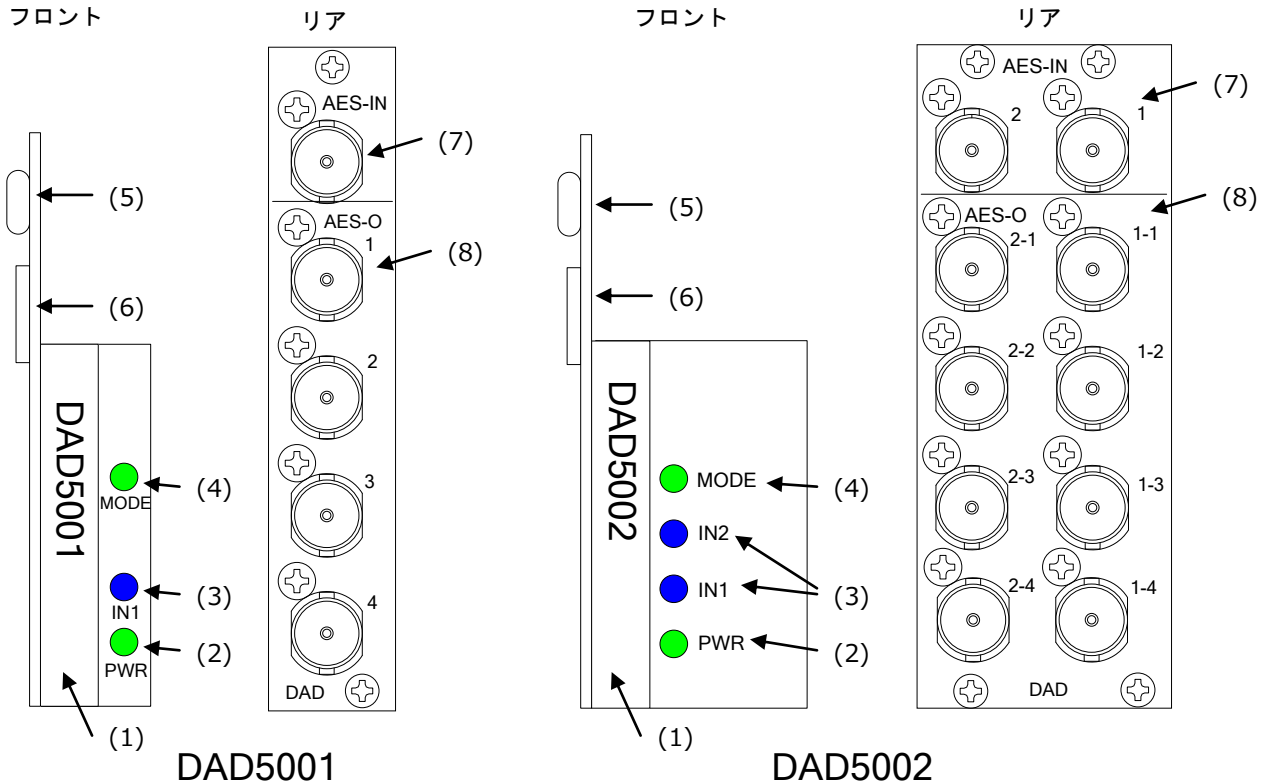 フロント
リア
フロント
リア
AES-IN
(7)
AES-O
1
(8)
2
3
4
DAD
(5)
(6)
DAD5001
MODE
(4)
IN1
(3)
PWR
(2)
(1)
DAD5001
(5)
(6)
DAD5002
MODE
(4)
IN2
IN1
(3)
PWR
(2)
(1)
AES-IN
2
1
(7)
AES-O
(8)
2-1
1-1
2-2
1-2
2-3
1-3
2-4
1-4
DAD
DAD5002